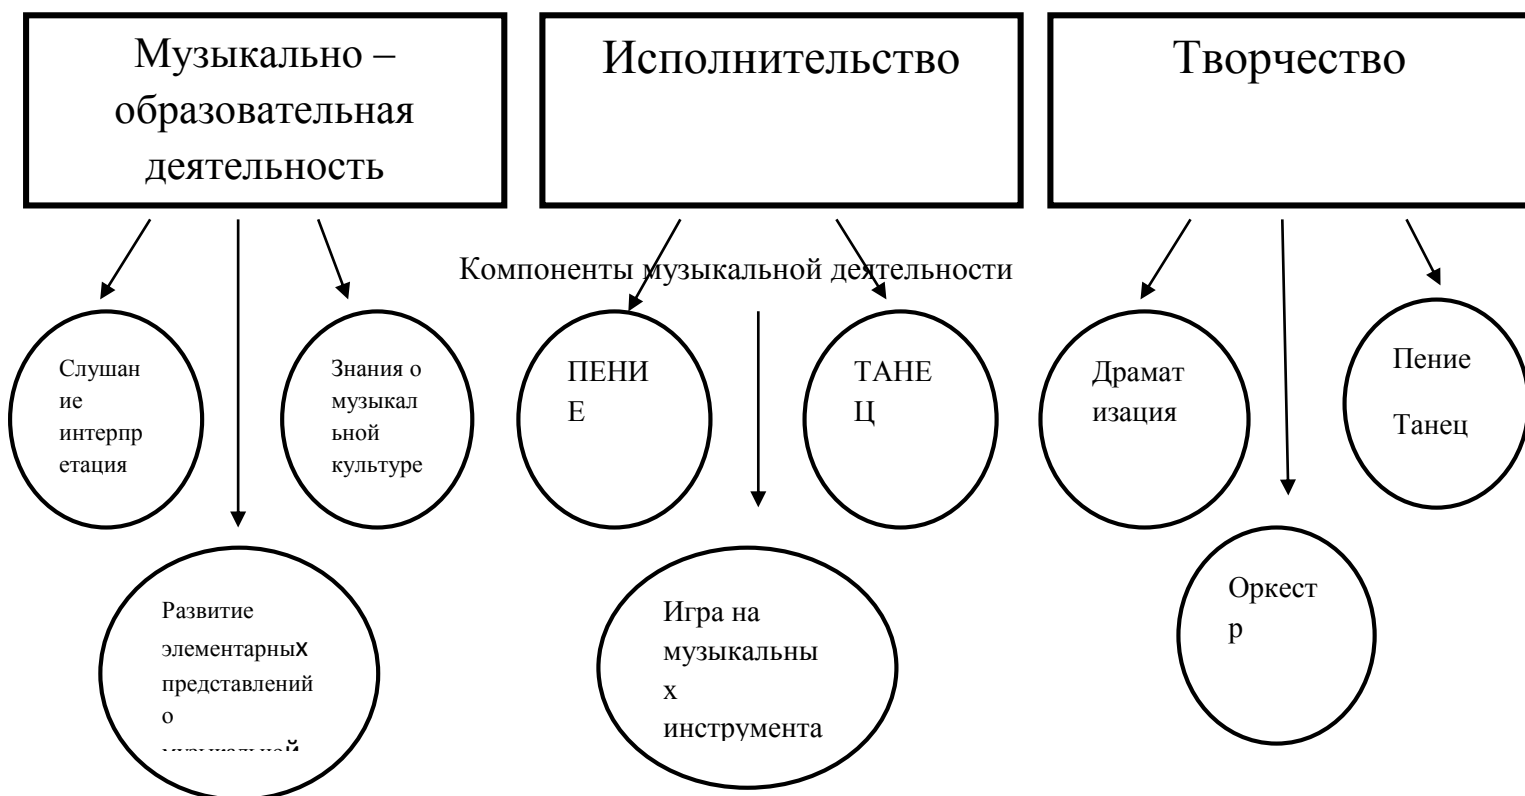 Музыкально –
образовательная
деятельность
Исполнительство
Творчество
Компоненты музыкальной деятельности
Слушан
ие
интерпр
етация
Знания о
музыкал
ьной
культуре
ПЕНИ
Е
ТАНЕ
Ц
Драмат
изация
Пение
Танец
Развитие
элементарных
представлений
о
музыкальной
Игра на
музыкальны
х
инструмента
Оркест
р